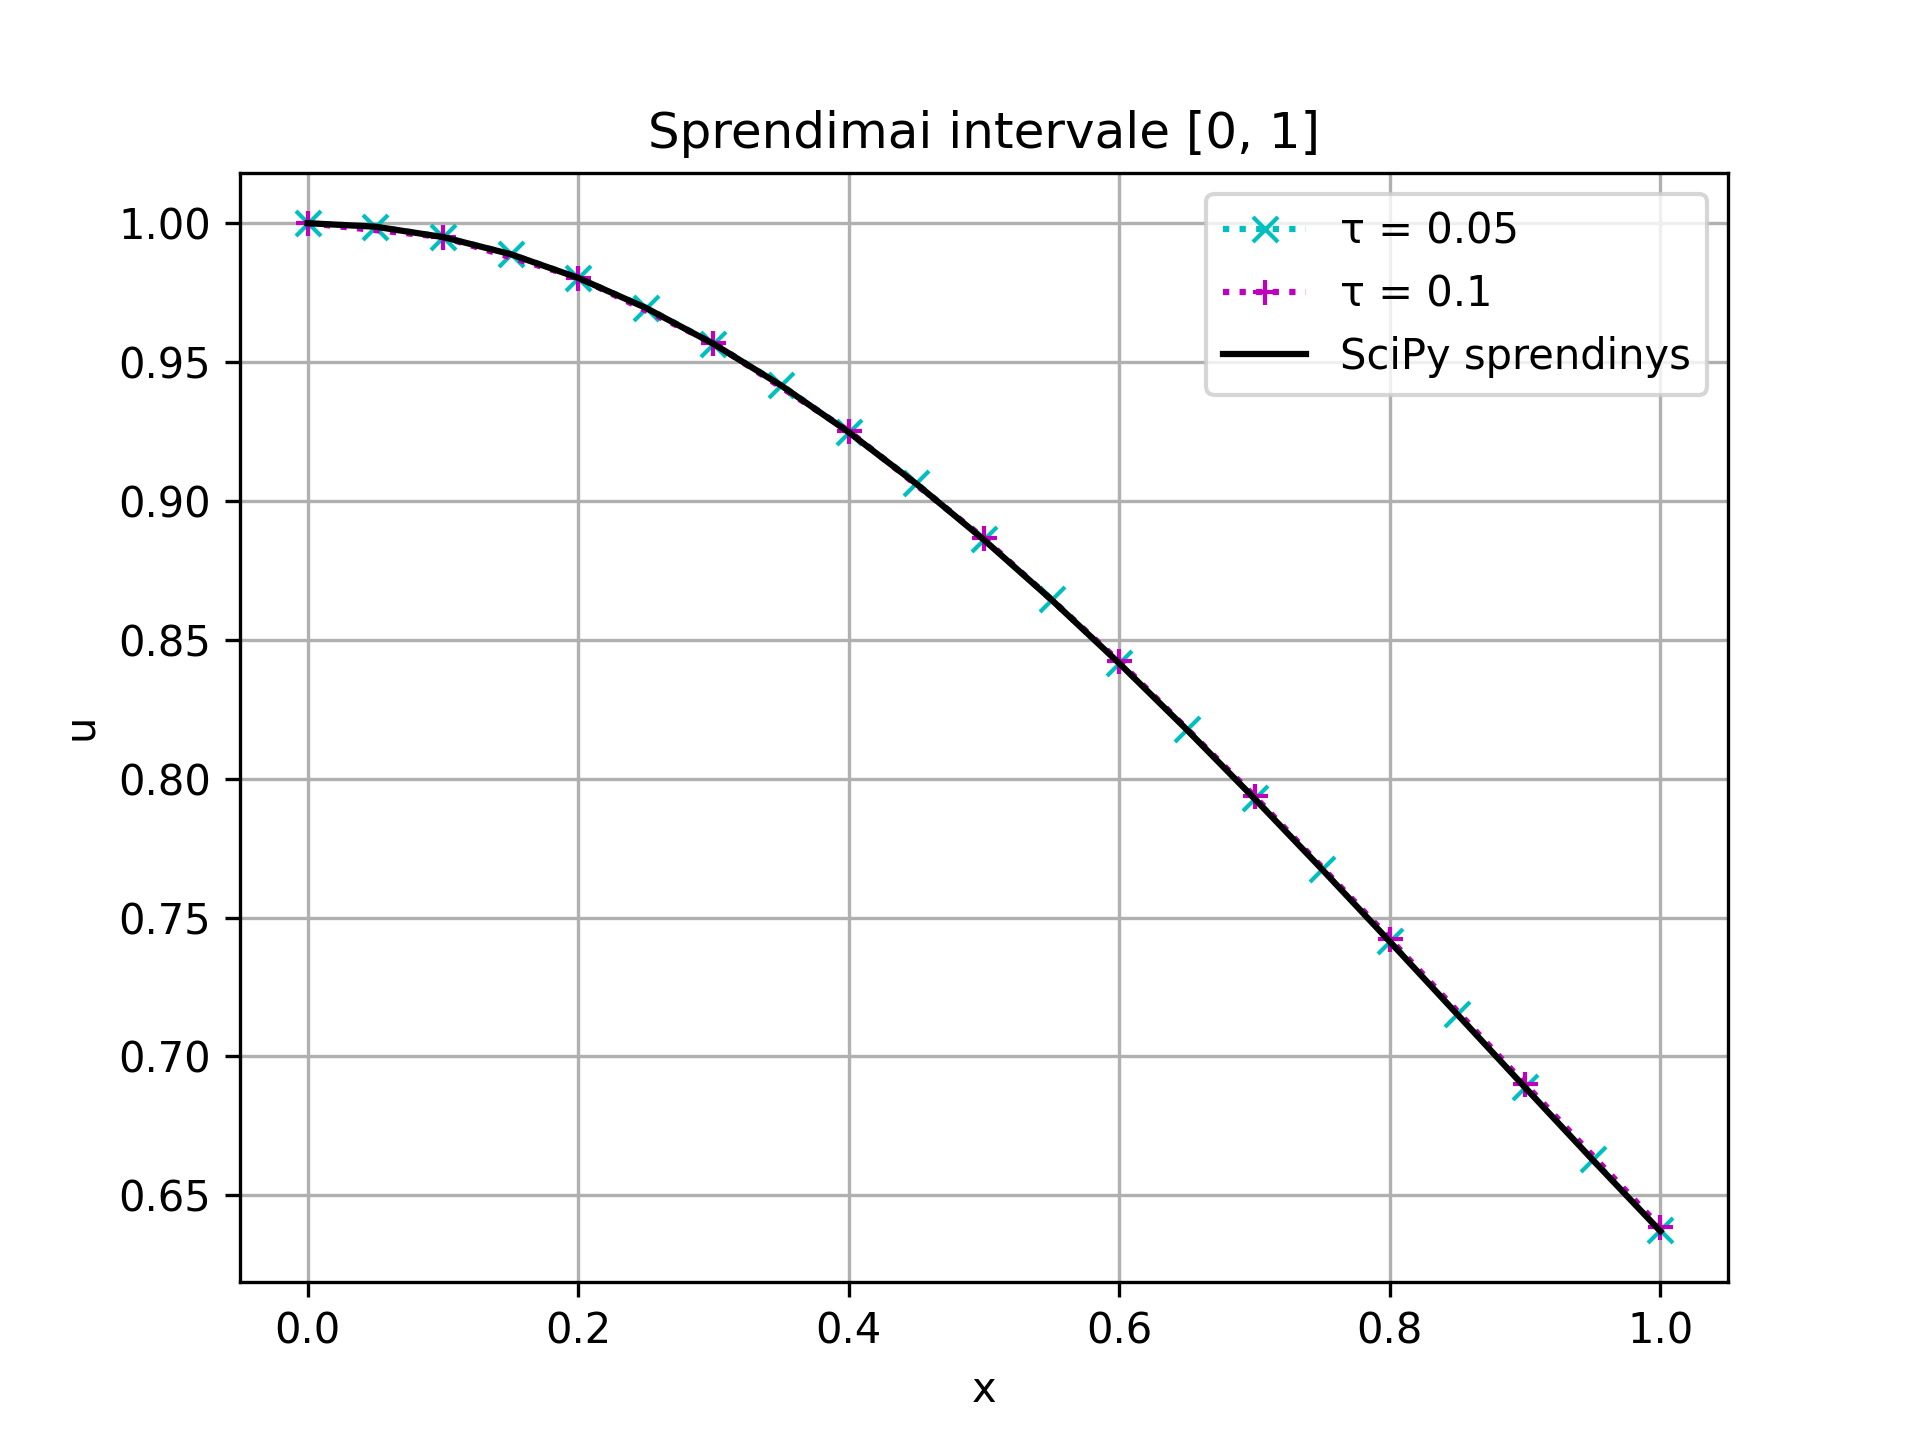 Sprendimai intervale [0, 1]
τ = 0.05
τ = 0.1
SciPy sprendinys
1.00
0.95
0.90
0.85
0.80
0.75
0.70
0.65
u
0.0 0.2 0.4 0.6 0.8 1.0
x